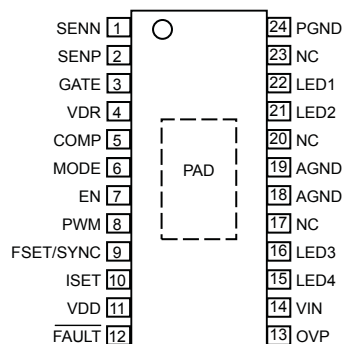 SENN 1 24 PGND
SENP 2 23 NC
GATE 3 22 LED1
VDR 4 21 LED2
COMP 5 20 NC
MODE 6 PAD 19 AGND
EN 7 18 AGND
PWM 8 17 NC
FSET/SYNC 9 16 LED3
ISET 10 15 LED4
VDD 11 14 VIN
FAULT 12 13 OVP